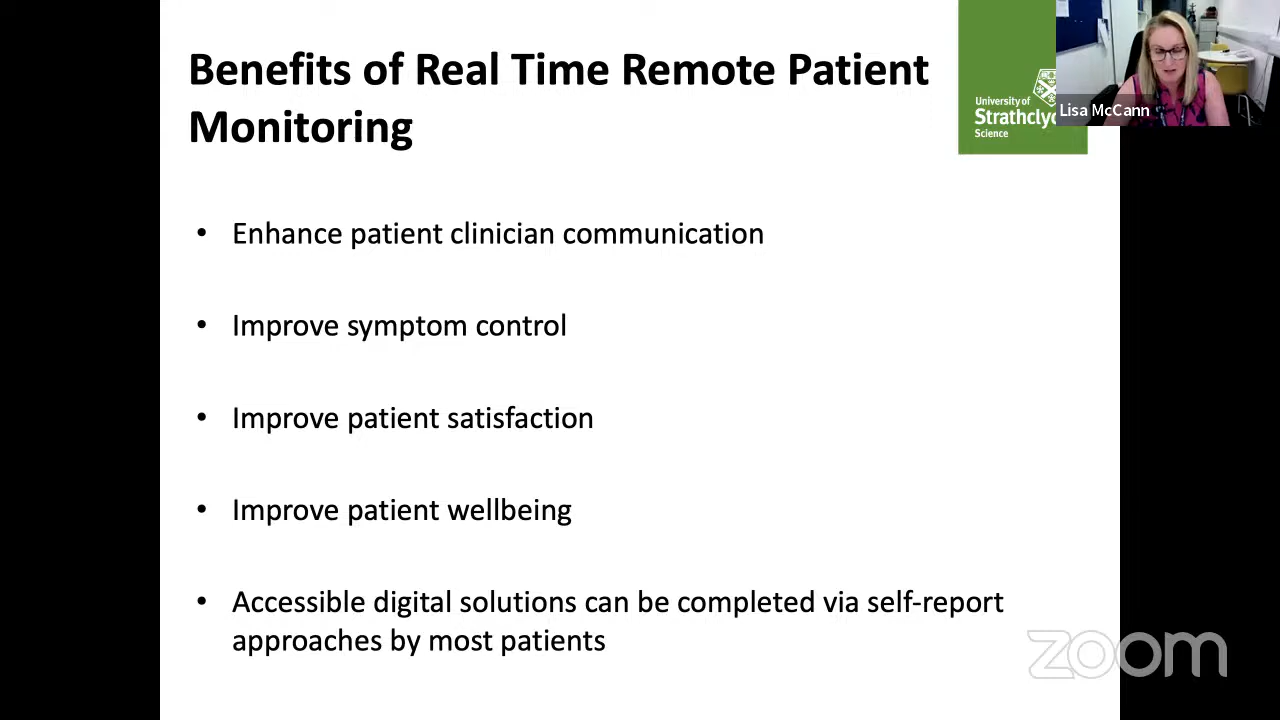 Benefits of Real Time Remote Patient
Monitoring
University of
Science
Lisa McCann
• Enhance patient clinician communication
• Improve symptom control
• Improve patient satisfaction
• Improve patient wellbeing
• Accessible digital solutions can be completed via self-report
approaches by most patients
zoom